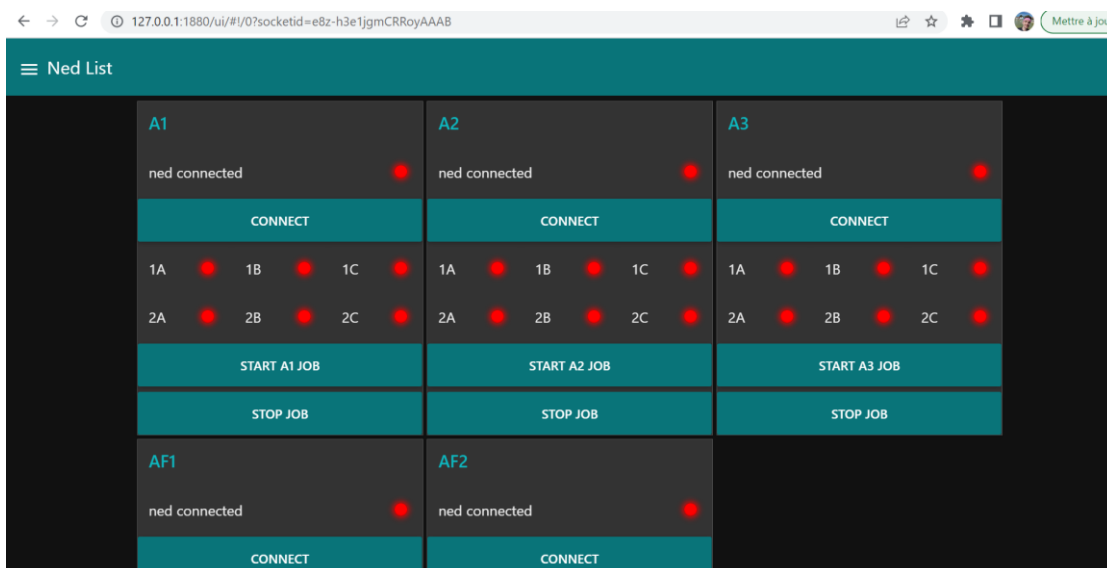 127.0.0.1:1880/ui/#!/0?socketid=e8z-h3e1jgmCRRoyAAAB
Mettre à jou
Ned List
A1
ned connected
CONNECT
1A 1B 1C
2A 2B 2C
START A1 JOB
STOP JOB
A2
ned connected
CONNECT
1A 1B 1C
2A 2B 2C
START A2 JOB
STOP JOB
A3
ned connected
CONNECT
1A 1B 1C
2A 2B 2C
START A3 JOB
STOP JOB
AF1
ned connected
CONNECT
AF2
ned connected
CONNECT